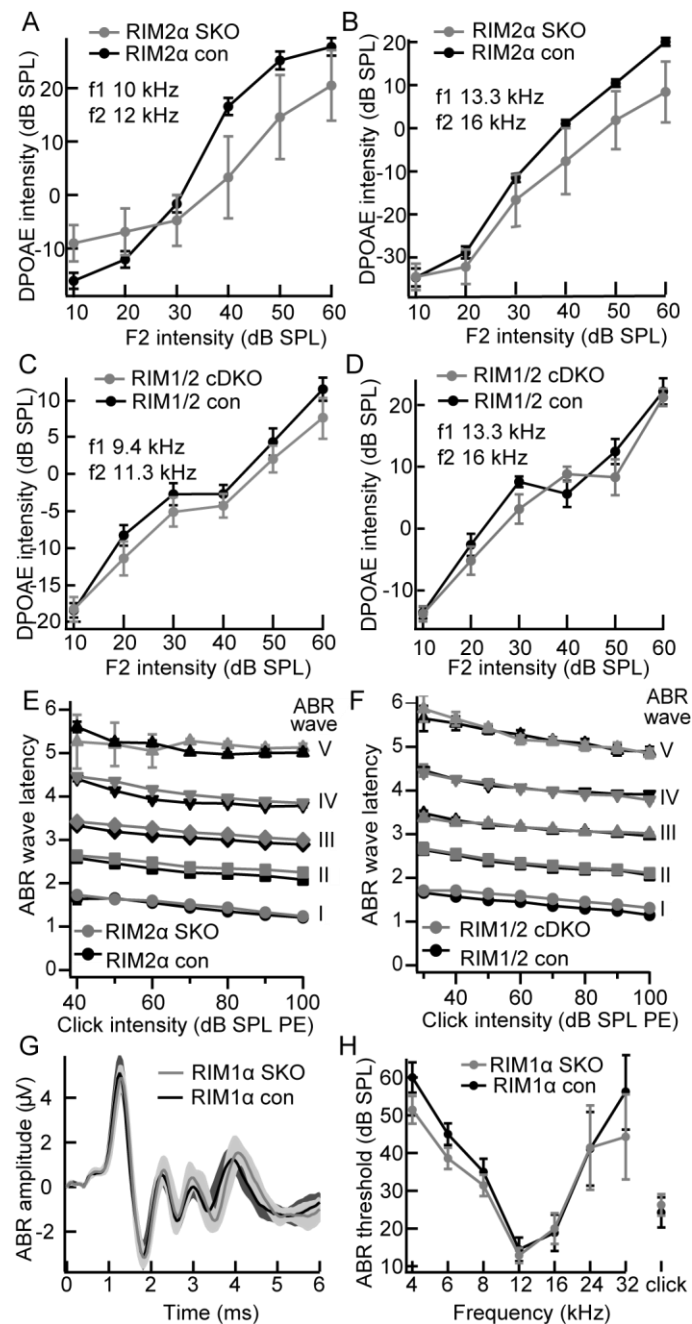 A
RIM2α SKO
RIM2α con
f1 10 kHz
f2 12 kHz
DPOAE intensity (dB SPL)
20
10
0
-10
10 20 30 40 50 60
F2 intensity (dB SPL)
B
RIM2α SKO
RIM2α con
f1 13.3 kHz
f2 16 kHz
DPOAE intensity (dB SPL)
20
10
0
-10
-30
10 20 30 40 50 60
F2 intensity (dB SPL)
C
RIM1/2 cDKO
RIM1/2 con
f1 9.4 kHz
f2 11.3 kHz
DPOAE intensity (dB SPL)
10
5
0
-5
-10
-15
-20
10 20 30 40 50 60
F2 intensity (dB SPL)
D
RIM1/2 cDKO
RIM1/2 con
f1 13.3 kHz
f2 16 kHz
DPOAE intensity (dB SPL)
20
10
0
-10
10 20 30 40 50 60
F2 intensity (dB SPL)
E
ABR
wave
V
IV
III
II
I
RIM2α SKO
RIM2α con
ABR wave latency
6
5
4
3
2
1
0
40 60 80 100
Click intensity (dB SPL PE)
F
ABR
wave
V
IV
III
II
I
RIM1/2 cDKO
RIM1/2 con
ABR wave latency
6
5
4
3
2
1
0
40 60 80 100
Click intensity (dB SPL PE)
G
RIM1α SKO
RIM1α con
ABR amplitude (µV)
4
2
0
-2
0 1 2 3 4 5 6
Time (ms)
H
RIM1α SKO
RIM1α con
ABR threshold (dB SPL)
60
50
40
30
20
10
4 6 8 12 16 24 32 click
Frequency (kHz)